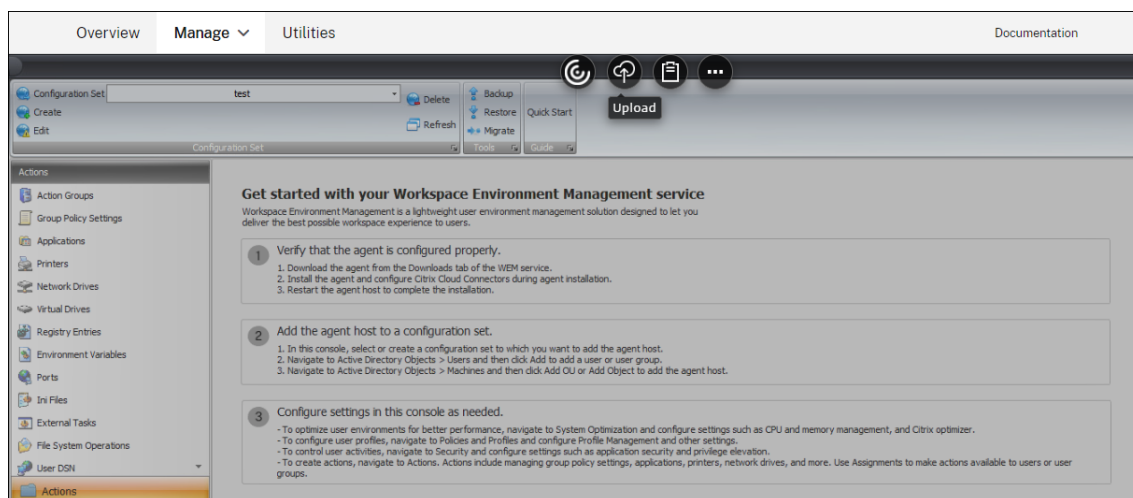 Overview Manage Utilities Documentation
Configuration Set test
Create
Edit
Delete
Refresh
Configuration Set
Backup
Restore
Migrate
Tools
Quick Start
Guide
Upload
Actions
Action Groups
Group Policy Settings
Applications
Printers
Network Drives
Virtual Drives
Registry Entries
Environment Variables
Ports
Ini Files
External Tasks
File System Operations
User DSN
Actions
Get started with your Workspace Environment Management service
Workspace Environment Management is a lightweight user environment management solution designed to let you
deliver the best possible workspace experience to users.
1 Verify that the agent is configured properly.
1. Download the agent from the Downloads tab of the WEM service.
2. Install the agent and configure Citrix Cloud Connectors during agent installation.
3. Restart the agent host to complete the installation.
2 Add the agent host to a configuration set.
1. In this console, select or create a configuration set to which you want to add the agent host.
2. Navigate to Active Directory Objects > Users and then click Add to add a user or user group.
3. Navigate to Active Directory Objects > Machines and then click Add OU or Add Object to add the agent host.
3 Configure settings in this console as needed.
- To optimize user environments for better performance, navigate to System Optimization and configure settings such as CPU and memory management, and Citrix optimizer.
- To configure user profiles, navigate to Policies and Profiles and configure Profile Management and other settings.
- To control user activities, navigate to Security and configure settings such as application security and privilege elevation.
- To create actions, navigate to Actions. Actions include managing group policy settings, applications, printers, network drives, and more. Use Assignments to make actions available to users or user
groups.